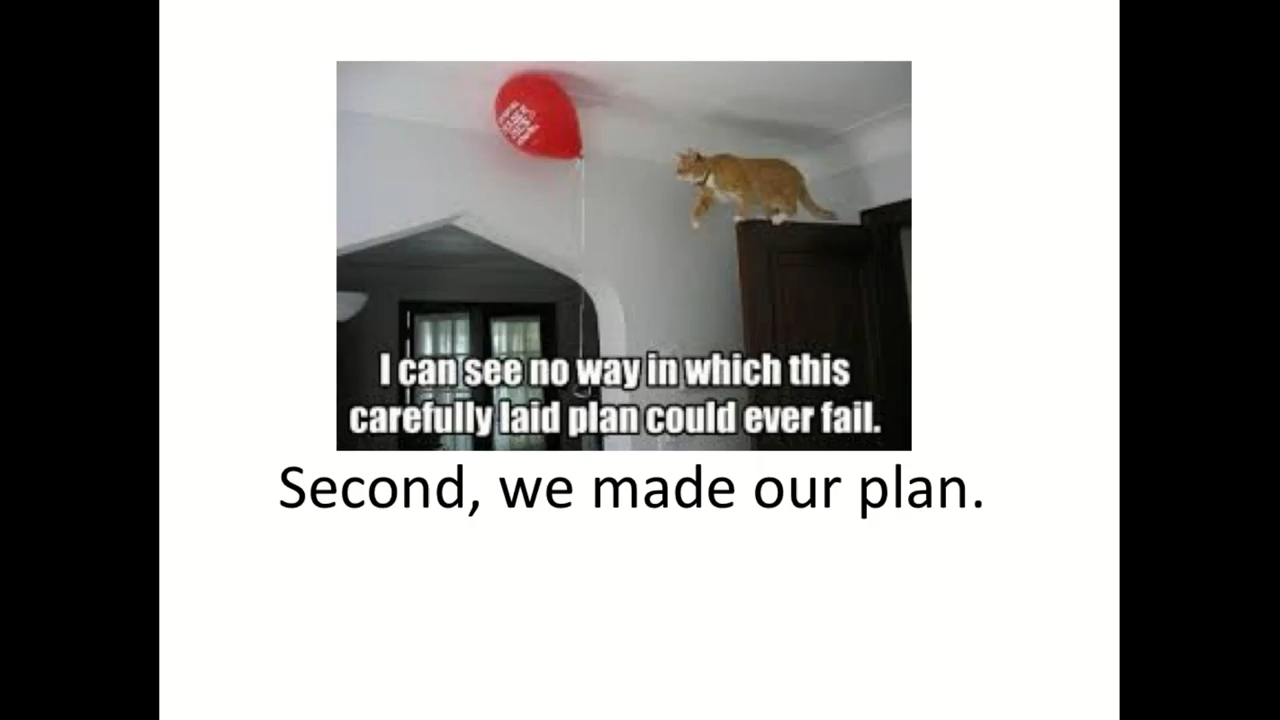 I can see no way in which this
carefully laid plan could ever fail.
Second, we made our plan.